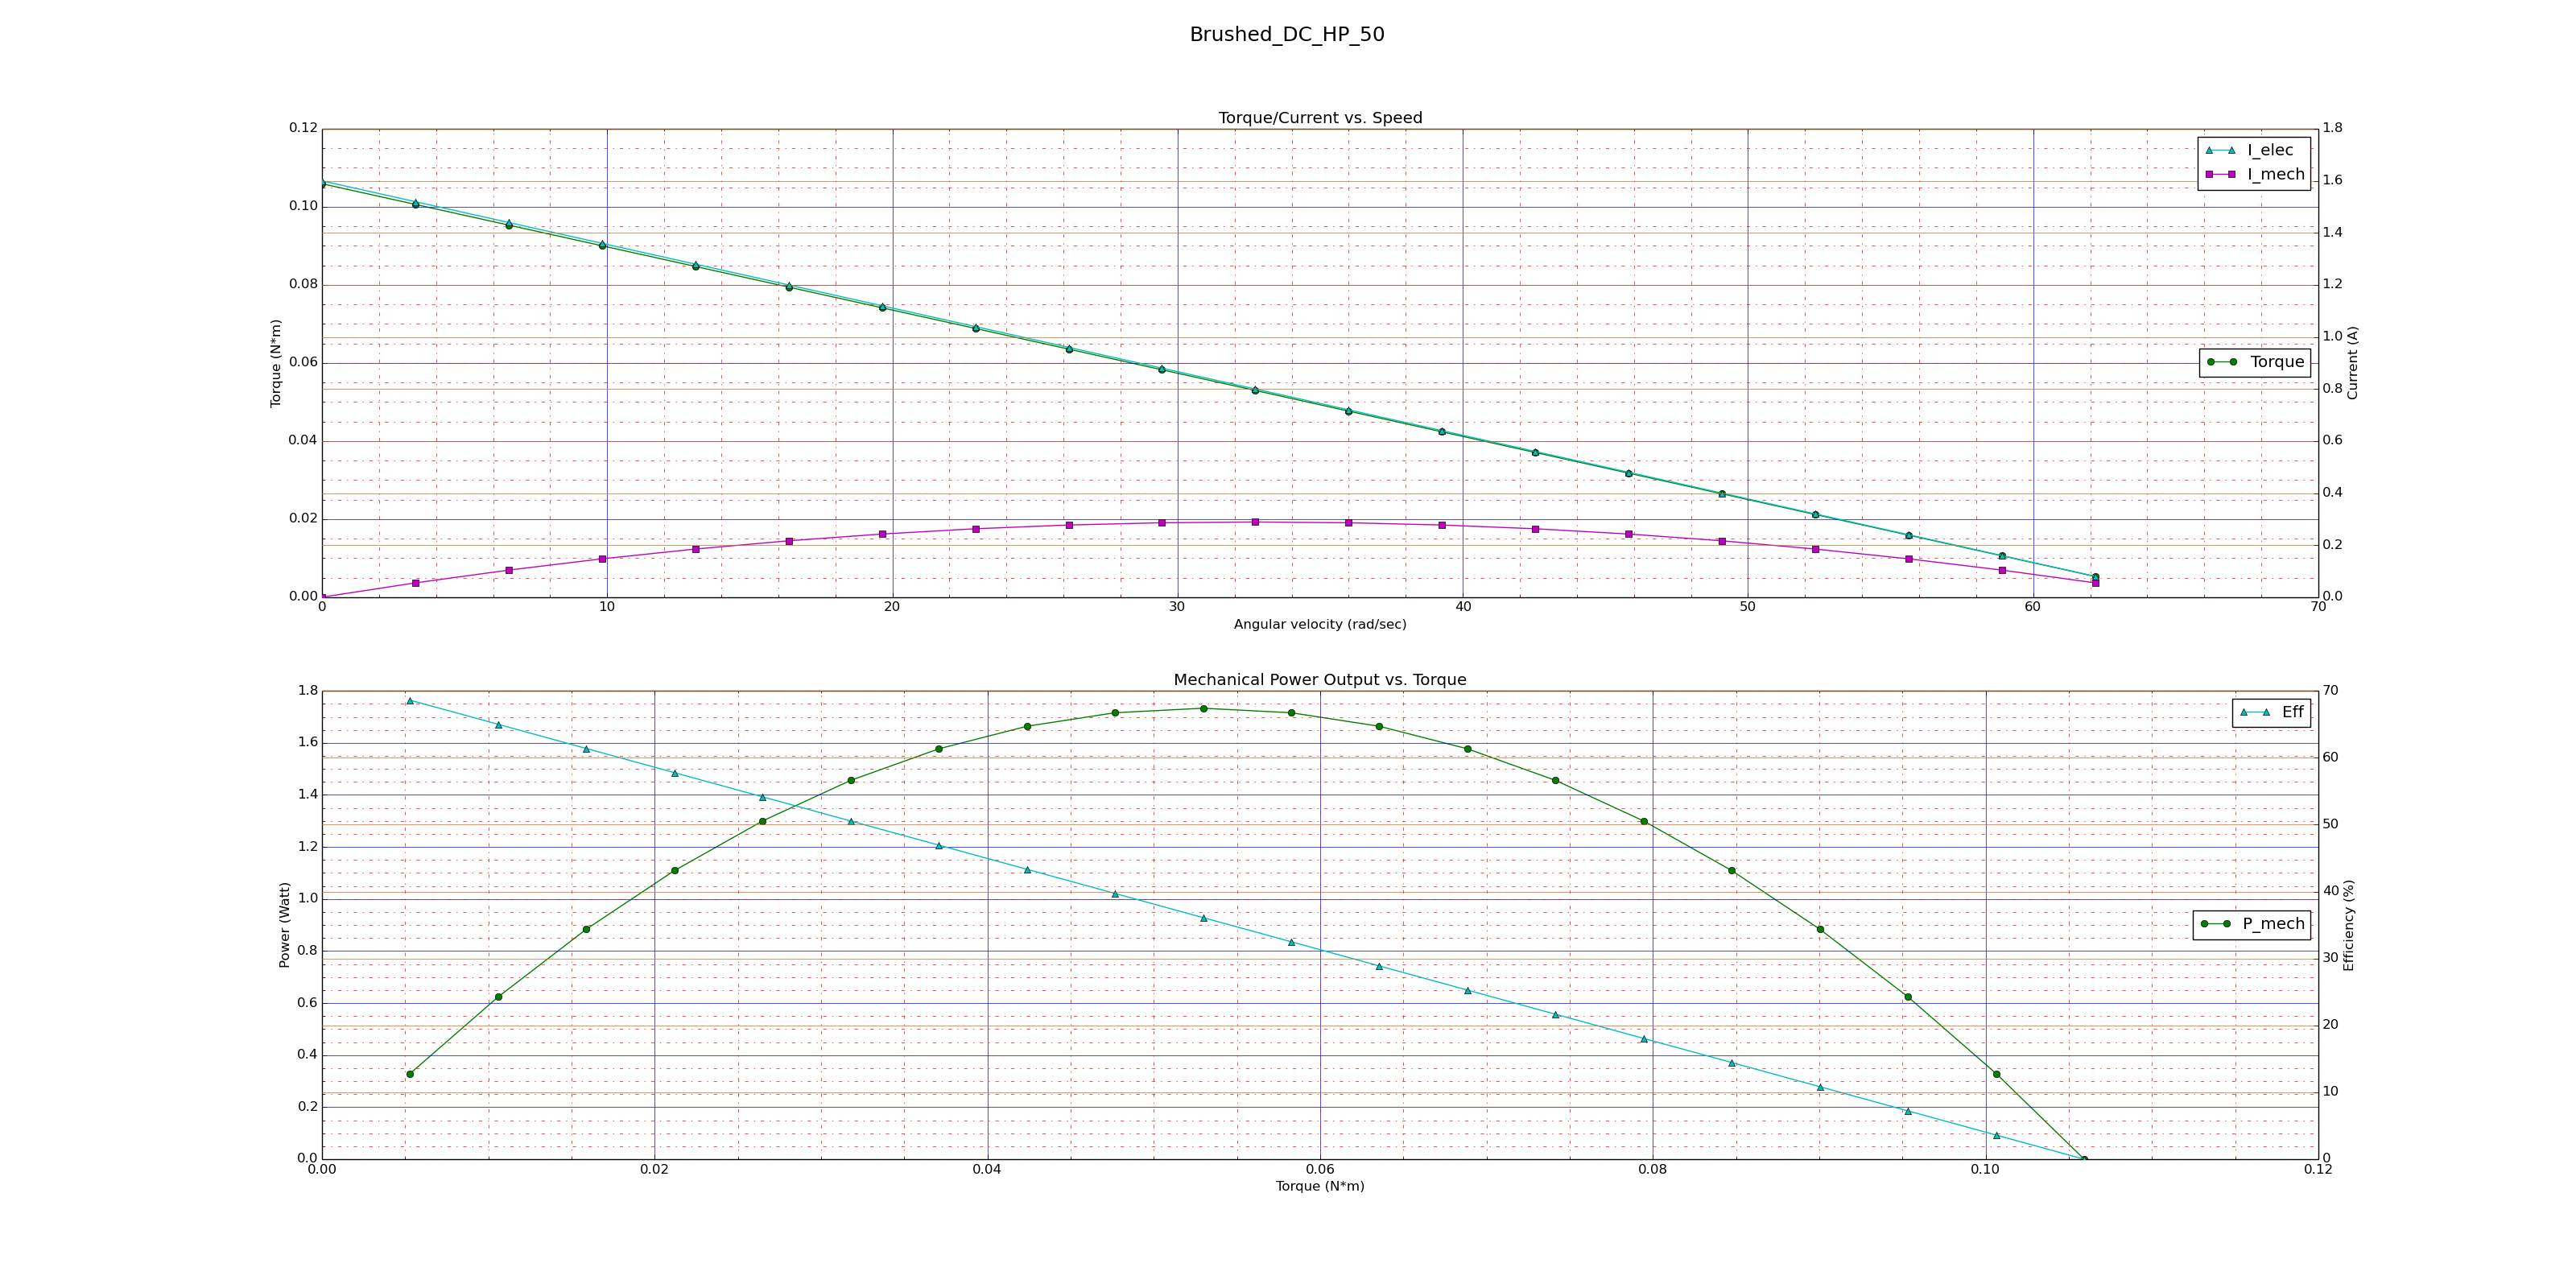 Brushed_DC_HP_50
Torque/Current vs. Speed
0.12
0.10
0.08
0.06
0.04
0.02
0.00
Torque (N*m)
1.8
1.6
1.4
1.2
1.0
0.8
0.6
0.4
0.2
0.0
Current (A)
I_elec
I_mech
Torque
0 10 20 30 40 50 60 70
Angular velocity (rad/sec)
Mechanical Power Output vs. Torque
1.8
1.6
1.4
1.2
1.0
0.8
0.6
0.4
0.2
0.0
Power (Watt)
70
60
50
40
30
20
10
0
Efficiency (%)
Eff
P_mech
0.00 0.02 0.04 0.06 0.08 0.10 0.12
Torque (N*m)